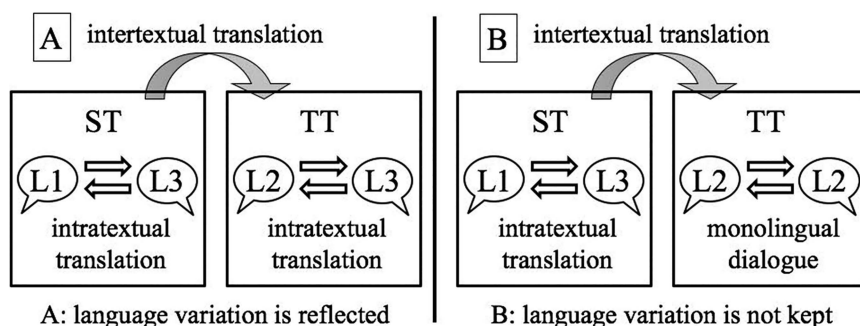 A intertextual translation
ST
TT
L1 L3
L2 L3
intratextual
translation
intratextual
translation
A: language variation is reflected
B intertextual translation
ST
TT
L1 L3
L2 L2
intratextual
translation
monolingual
dialogue
B: language variation is not kept